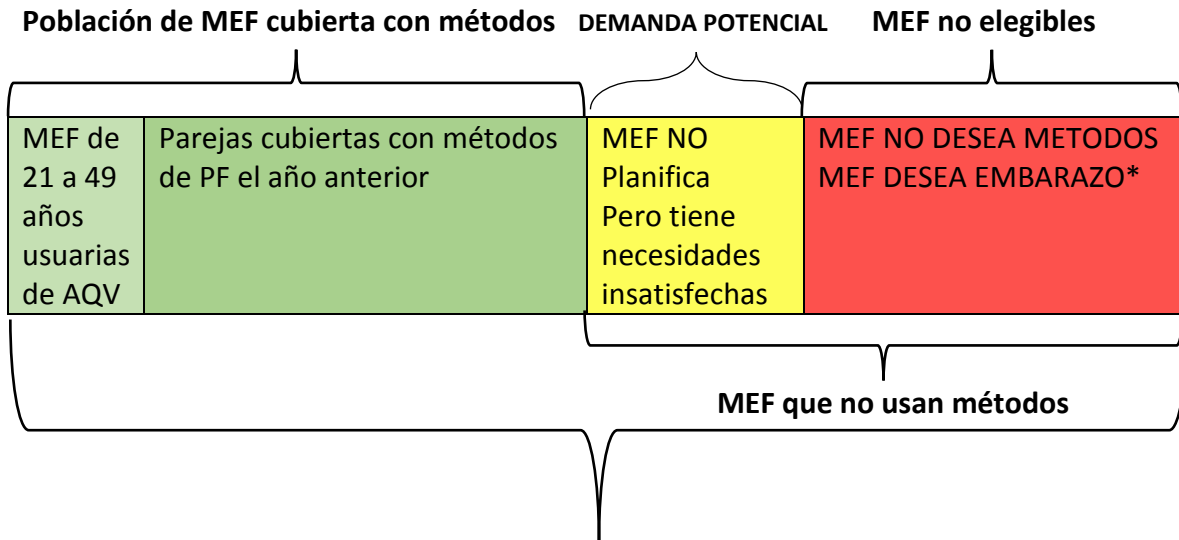 Población de MEF cubierta con métodos
DEMANDA POTENCIAL
MEF no elegibles
MEF de
21 a 49
años
usuarias
de AQV
Parejas cubiertas con métodos
de PF el año anterior
MEF NO
Planifica
Pero tiene
necesidades
insatisfechas
MEF NO DESEA METODOS
MEF DESEA EMBARAZO*
MEF que no usan métodos